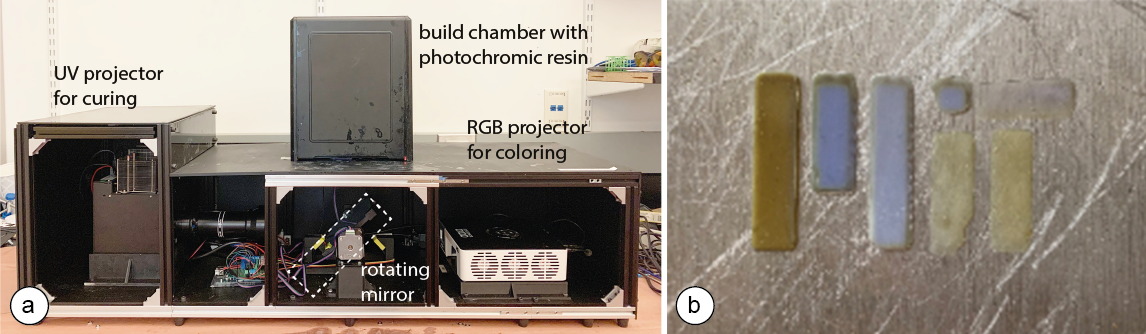 UV projector
for curing
build chamber with
photochromic resin
RGB projector
for coloring
rotating
mirror
a
b